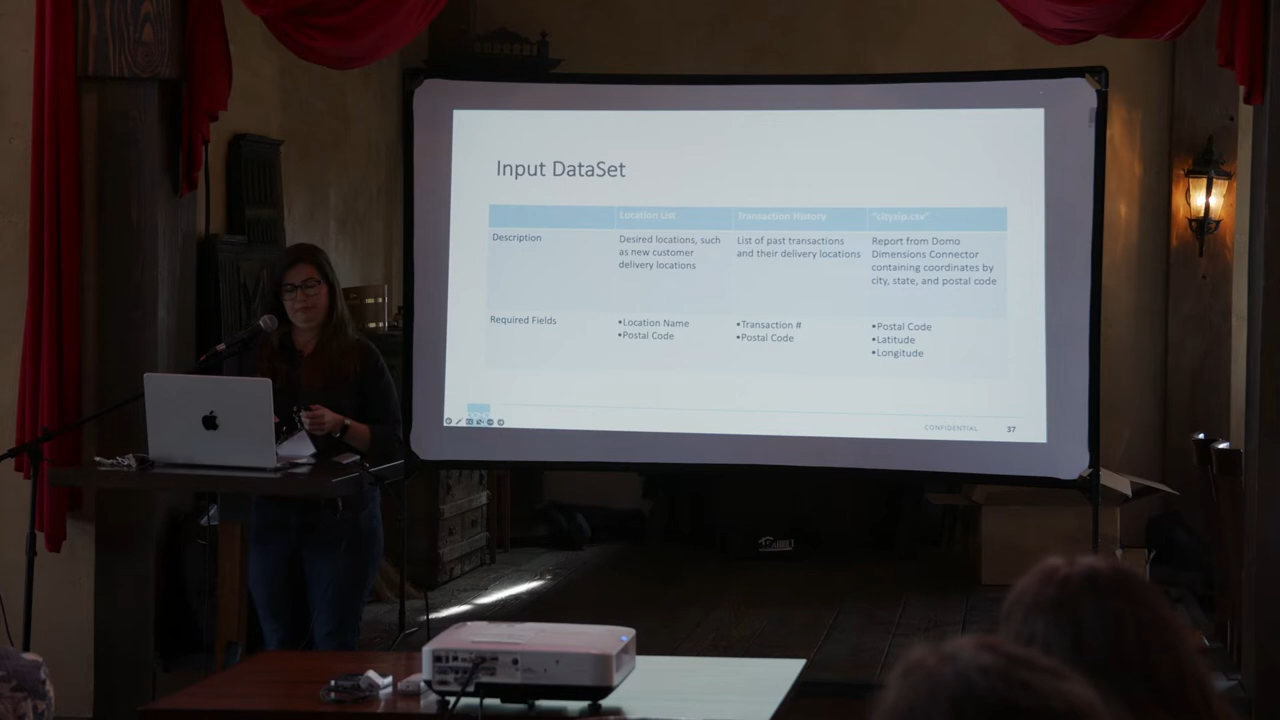 Input DataSet
Location List
Transaction History
"cityzip.csv"
Description
Desired locations, such
as new customer
delivery locations
List of past transactions
and their delivery locations
Report from Domo
Dimensions Connector
containing coordinates by
city, state, and postal code
Required Fields
•Location Name
•Postal Code
•Transaction #
•Postal Code
•Postal Code
•Latitude
•Longitude
DOMO
CONFIDENTIAL
37